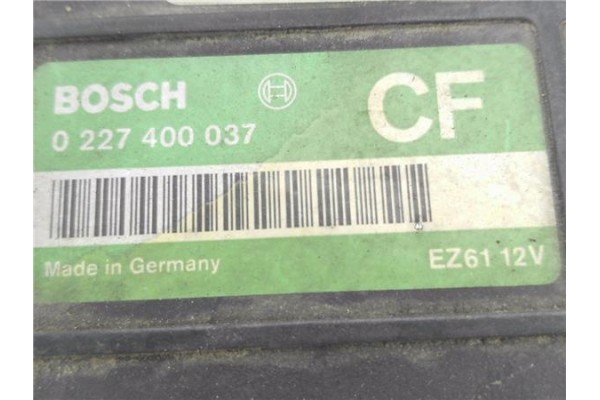 BOSCH CF
0 227 400 037
Made in Germany EZ61 12V